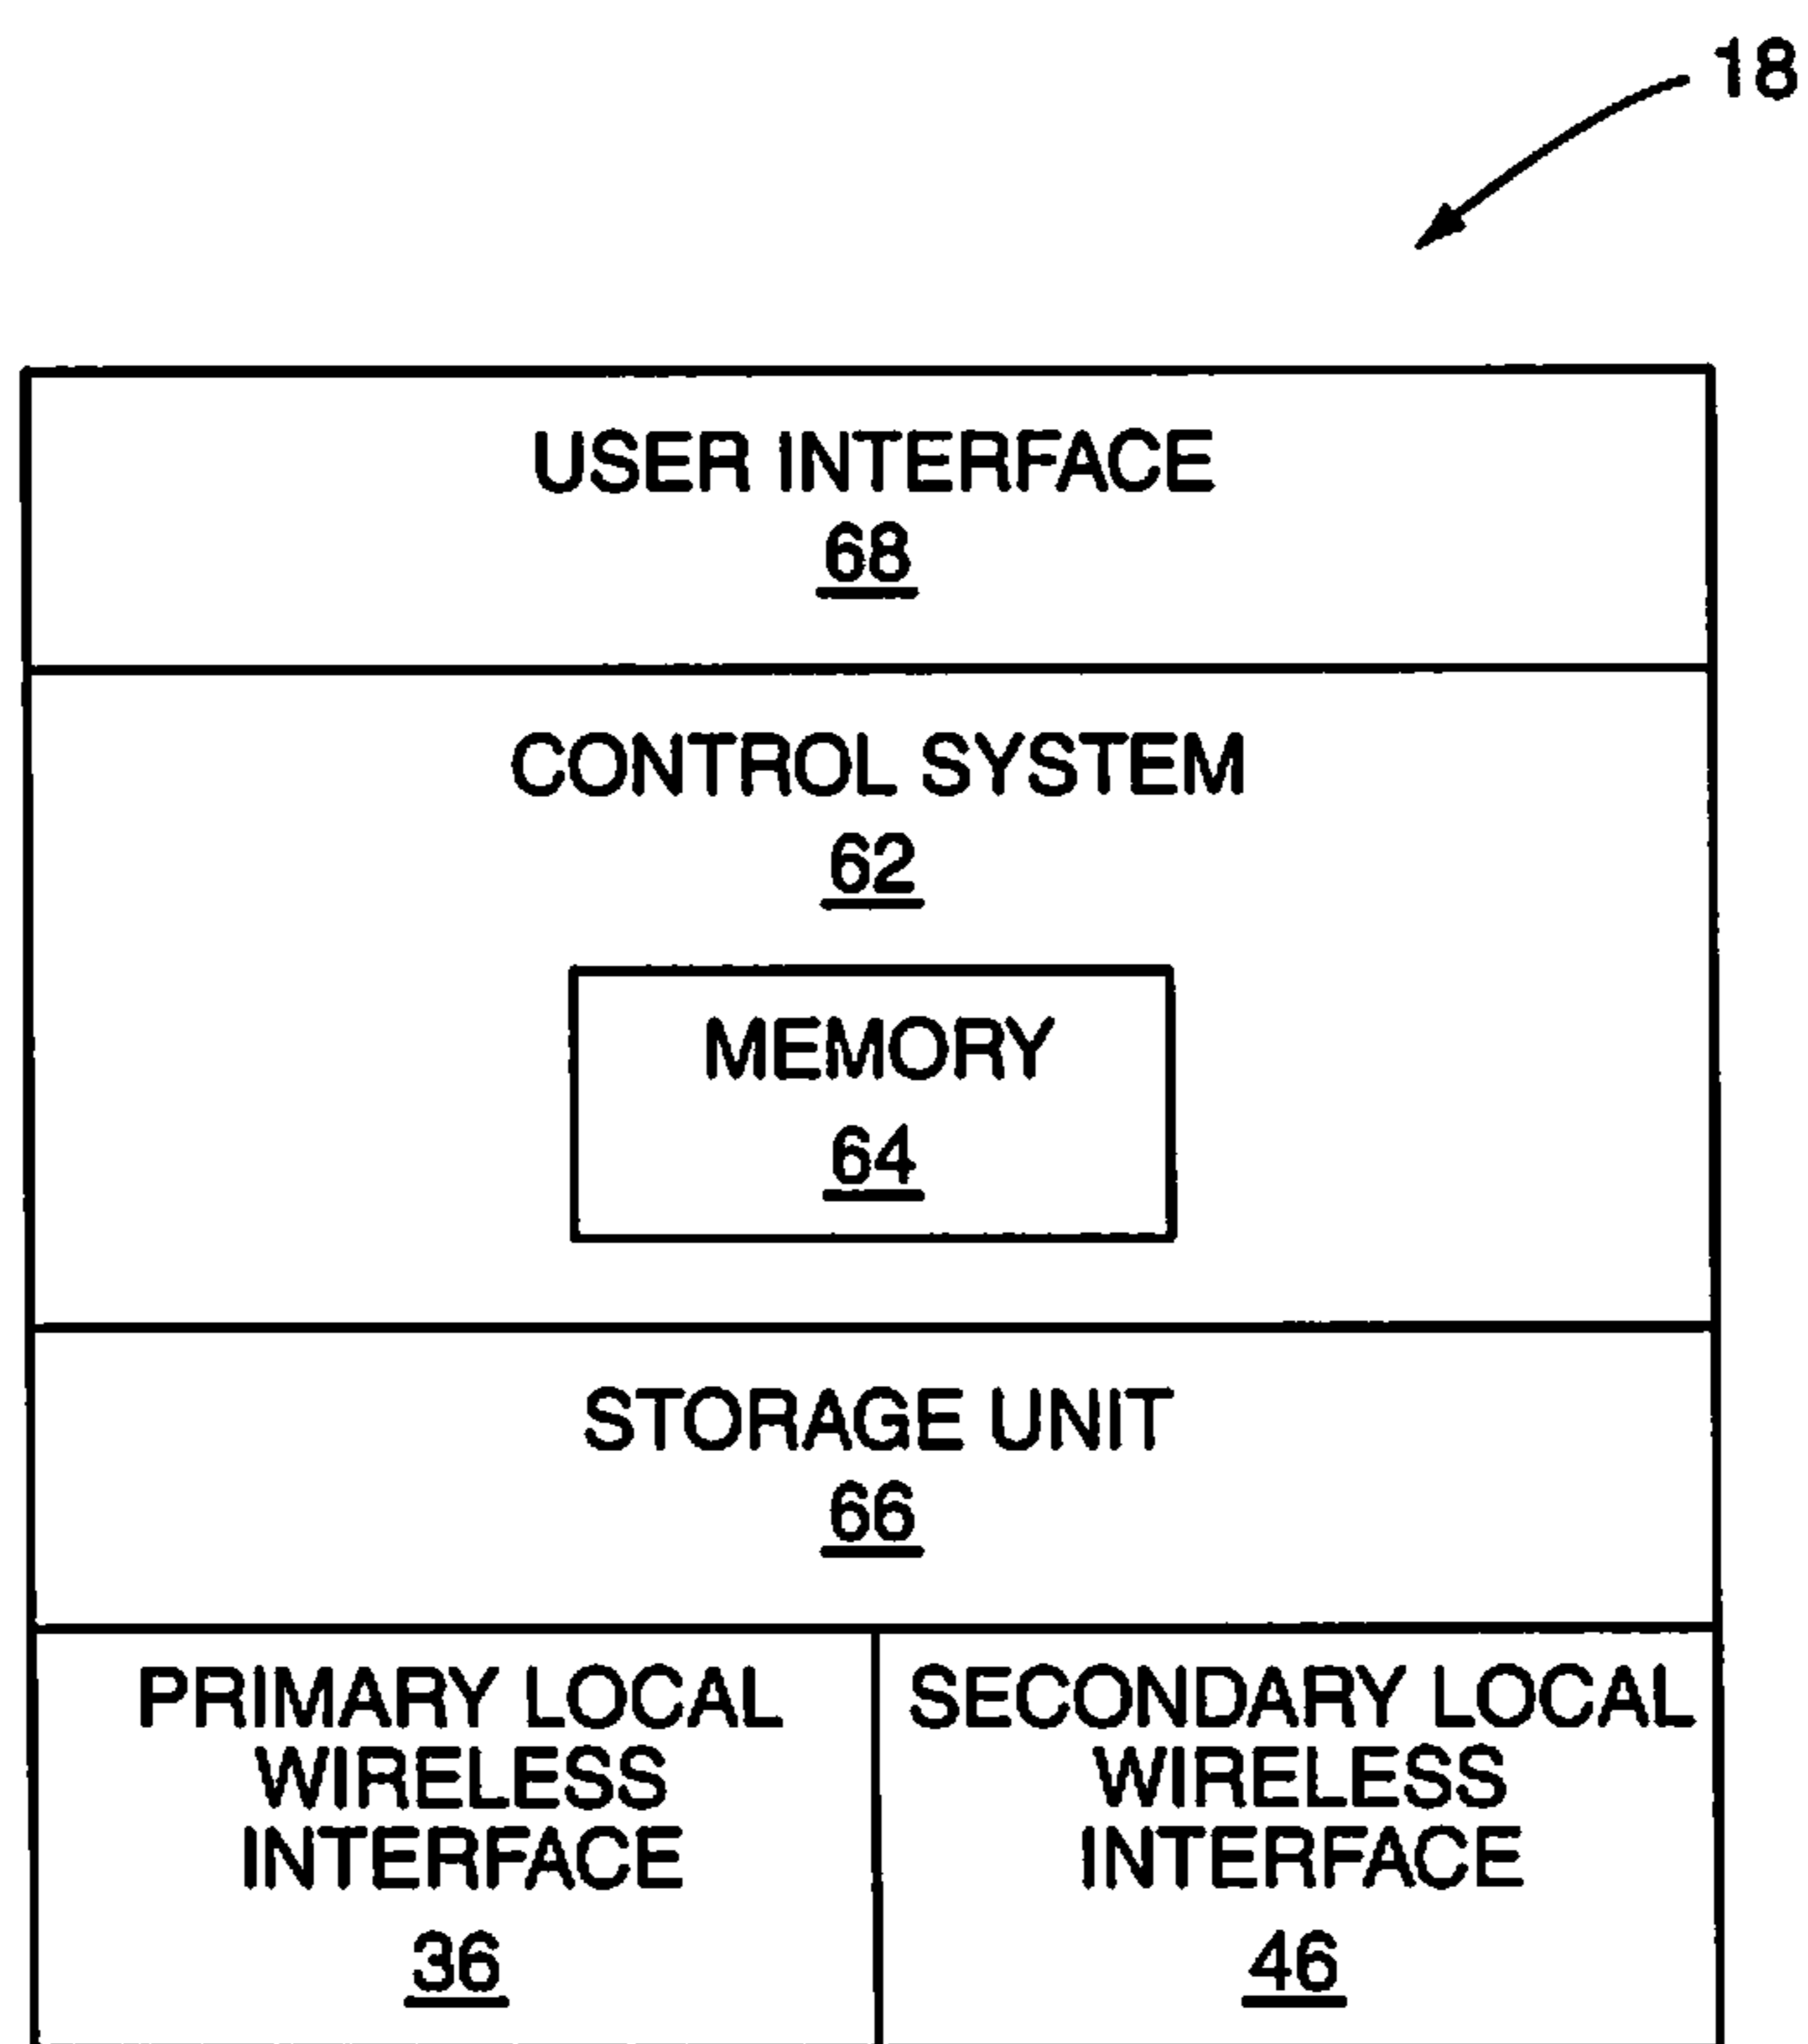 18
USER INTERFACE
68
CONTROL SYSTEM
62
MEMORY
64
STORAGE UNIT
66
PRIMARY LOCAL
WIRELESS
INTERFACE
36
SECONDARY LOCAL
WIRELESS
INTERFACE
46